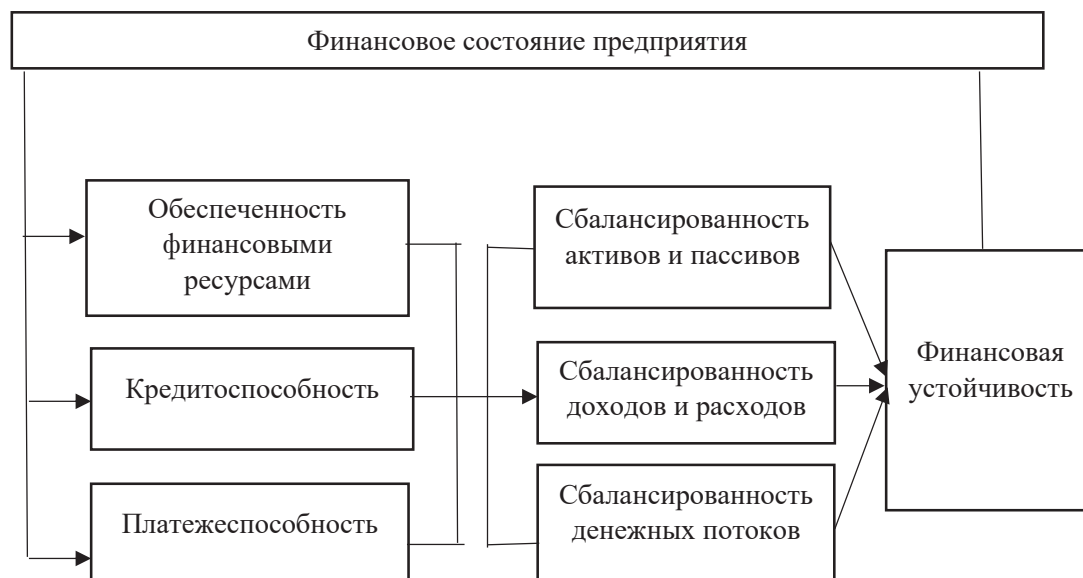 Финансовое состояние предприятия
Обеспеченность
финансовыми
ресурсами
Кредитоспособность
Платежеспособность
Сбалансированность
активов и пассивов
Сбалансированность
доходов и расходов
Сбалансированность
денежных потоков
Финансовая
устойчивость